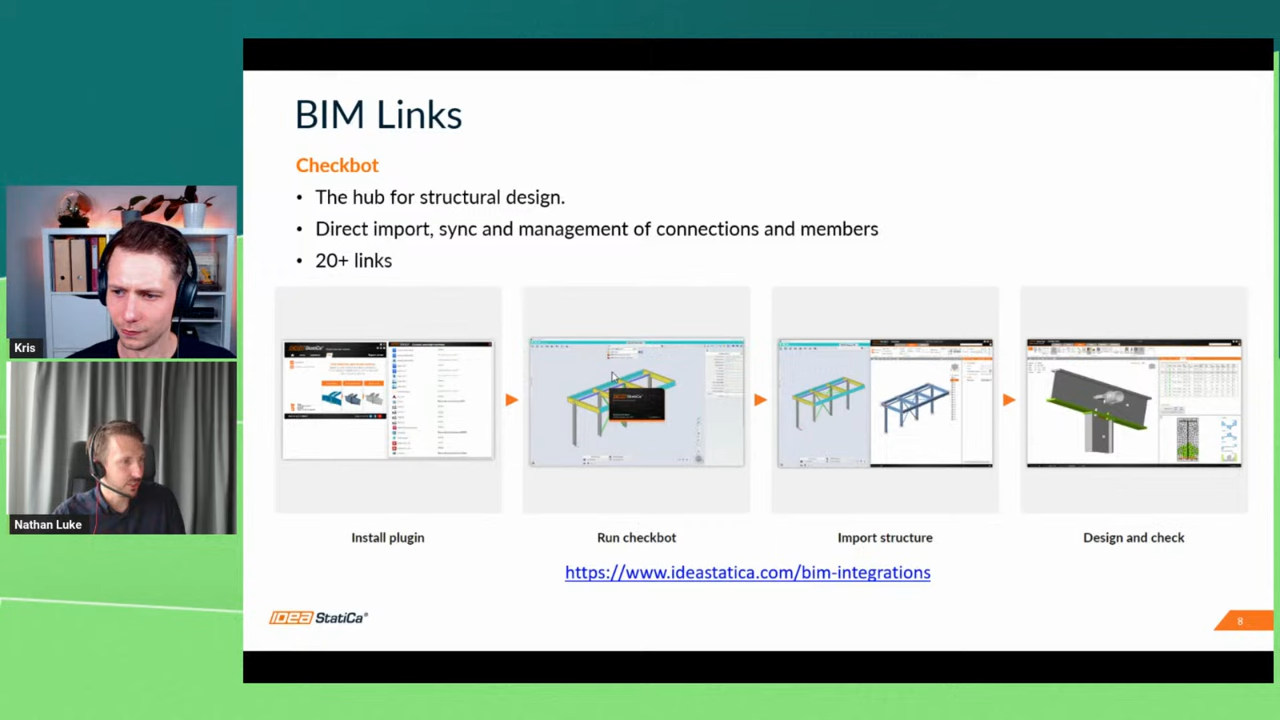 BIM Links
Checkbot
• The hub for structural design.
• Direct import, sync and management of connections and members
• 20+ links
Kris
Nathan Luke
Install plugin
Run checkbot
Import structure
Design and check
https://www.ideastatica.com/bim-integrations
IDEA StatiCa®
8